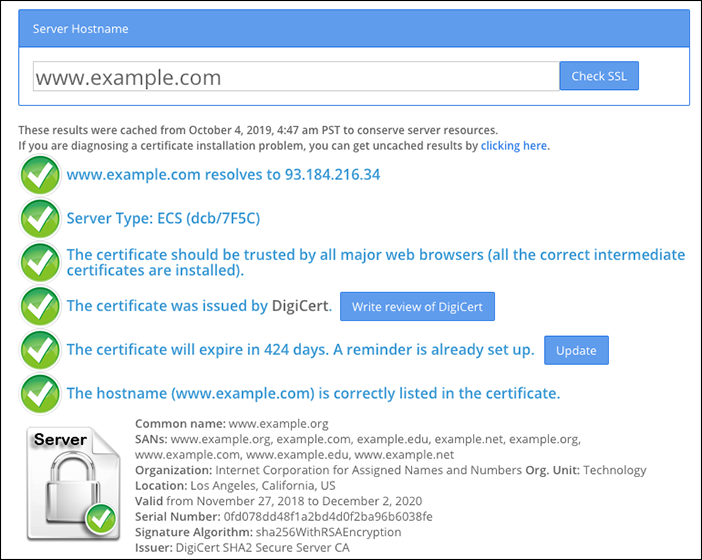 Server Hostname
www.example.com
Check SSL
These results were cached from October 4, 2019, 4:47 am PST to conserve server resources.
If you are diagnosing a certificate installation problem, you can get uncached results by clicking here.
www.example.com resolves to 93.184.216.34
Server Type: ECS (dcb/7F5C)
The certificate should be trusted by all major web browsers (all the correct intermediate
certificates are installed).
The certificate was issued by DigiCert. Write review of DigiCert
The certificate will expire in 424 days. A reminder is already set up. Update
The hostname (www.example.com) is correctly listed in the certificate.
Server
Common name: www.example.org
SANs: www.example.org, example.com, example.edu, example.net, example.org,
www.example.com, www.example.edu, www.example.net
Organization: Internet Corporation for Assigned Names and Numbers Org. Unit: Technology
Location: Los Angeles, California, US
Valid from November 27, 2018 to December 2, 2020
Serial Number: 0fd078dd48f1a2bd4d0f2ba96b6038fe
Signature Algorithm: sha256WithRSAEncryption
Issuer: DigiCert SHA2 Secure Server CA